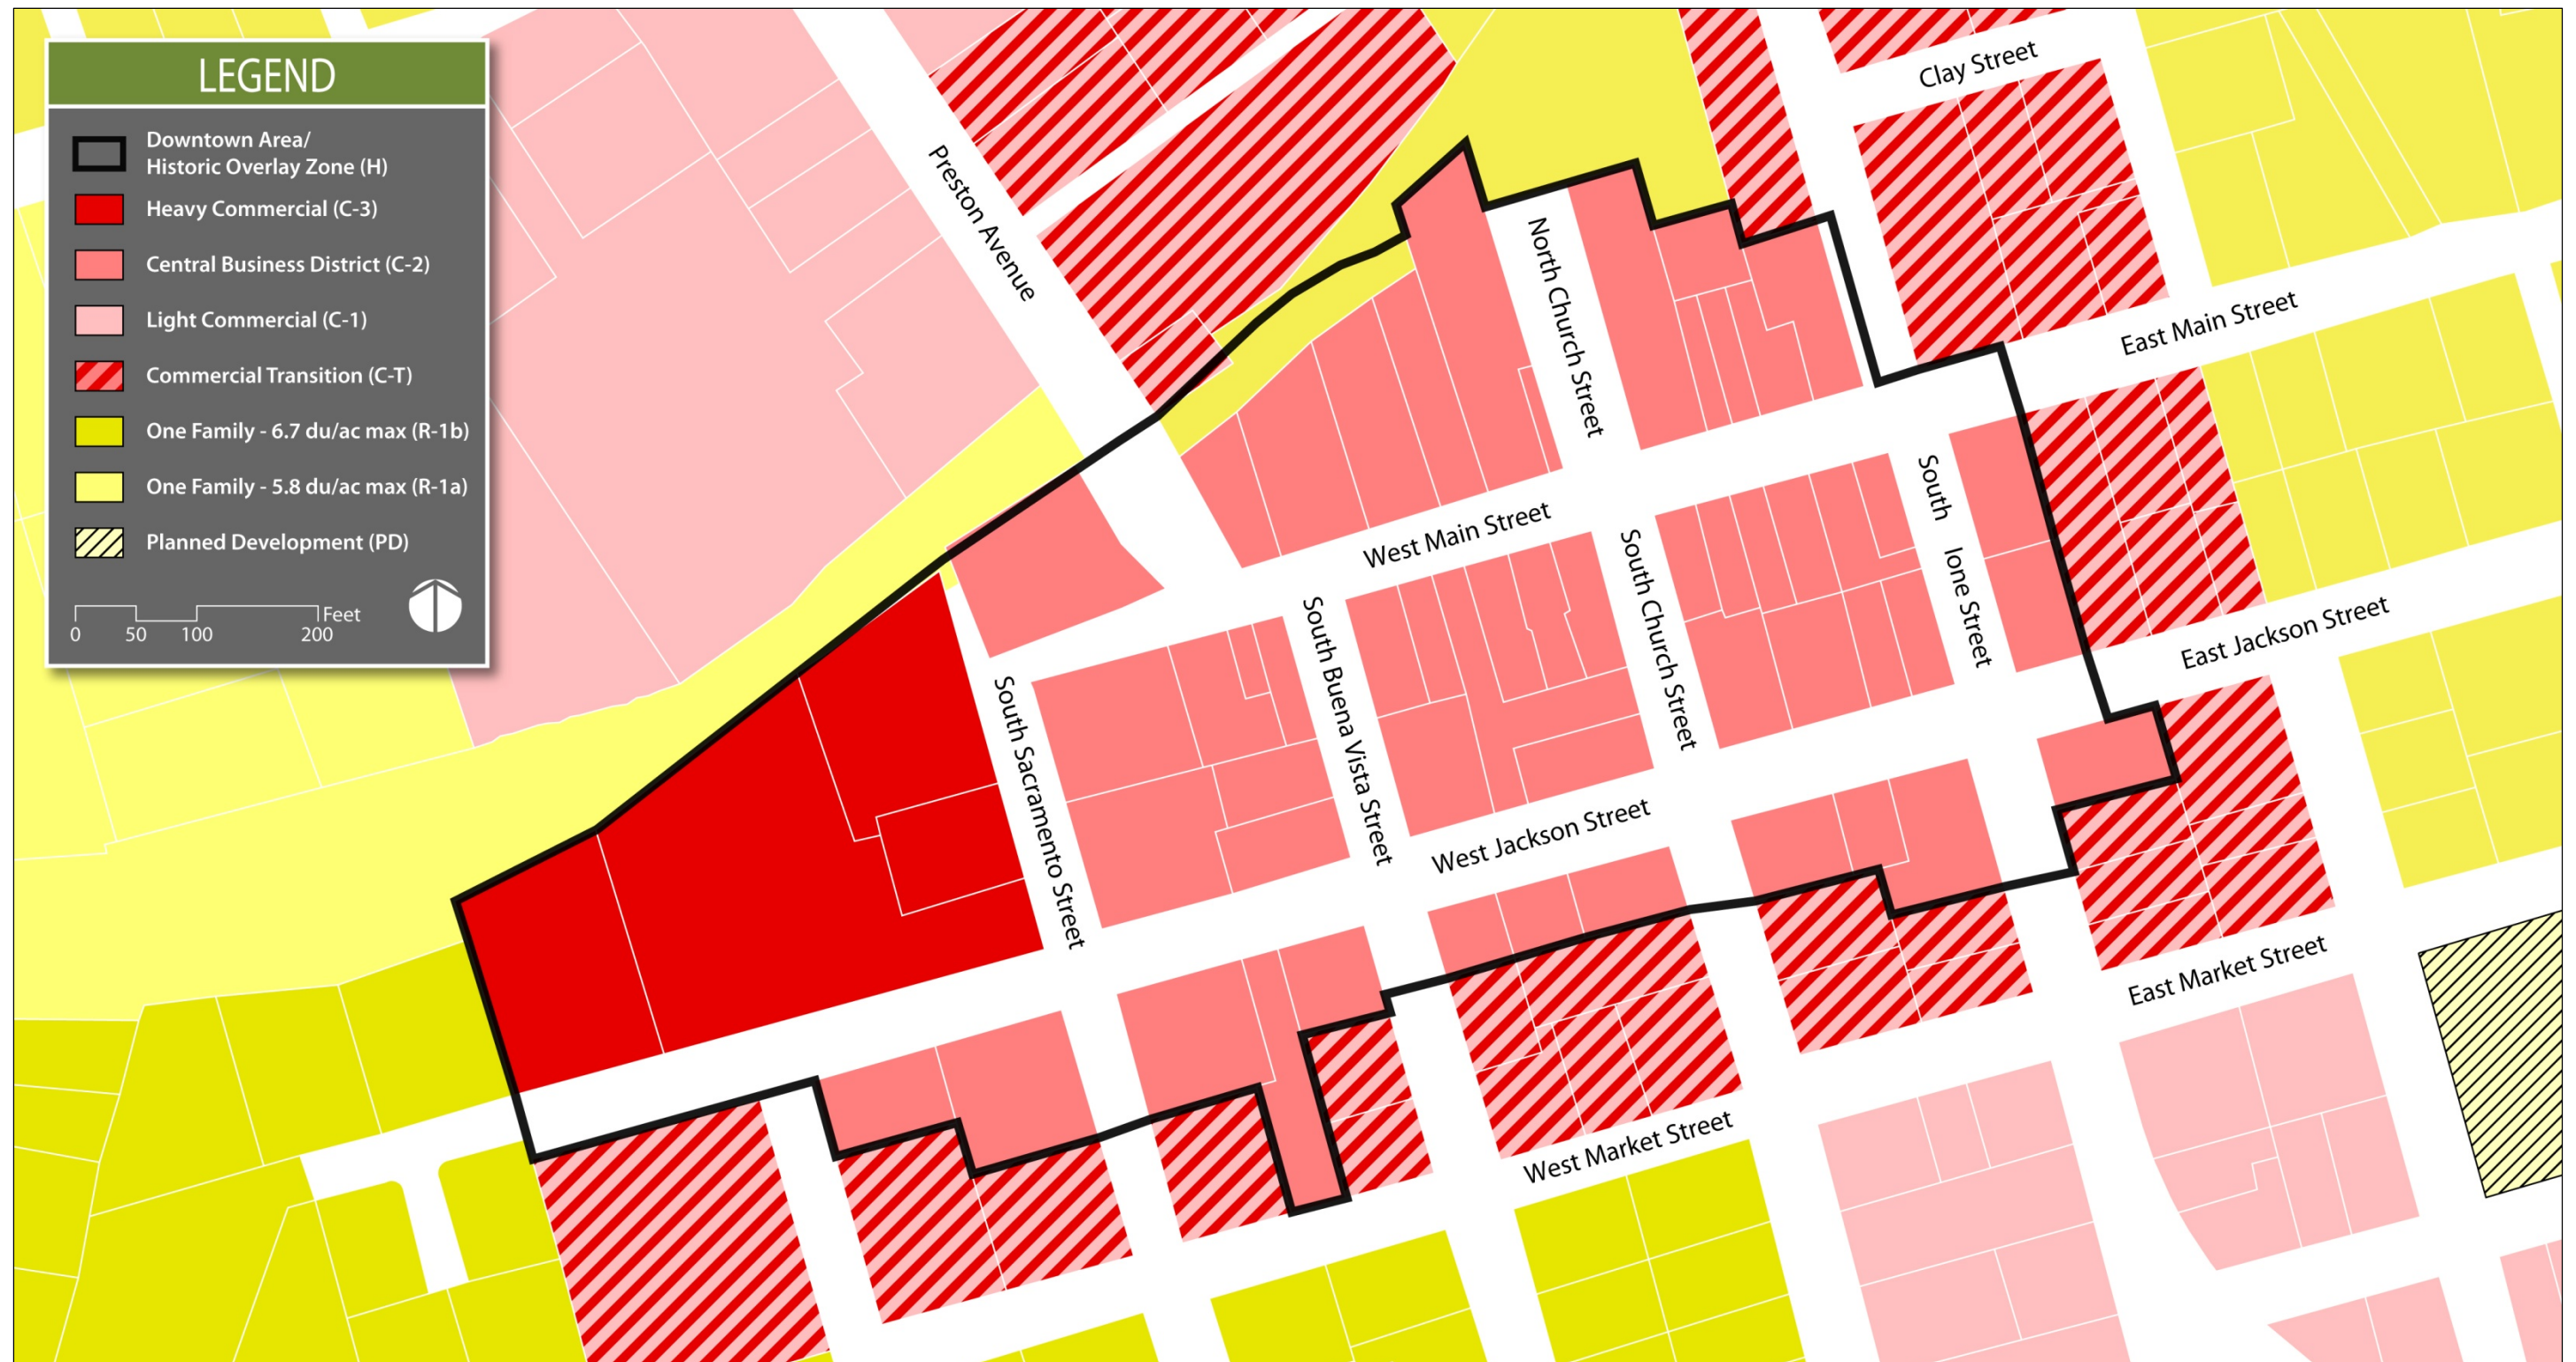 LEGEND
Downtown Area/
Historic Overlay Zone (H)
Heavy Commercial (C-3)
Central Business District (C-2)
Light Commercial (C-1)
Commercial Transition (C-T)
One Family - 6.7 du/ac max (R-1b)
One Family - 5.8 du/ac max (R-1a)
Planned Development (PD)
Feet
0 50 100 200
Clay Street
Preston Avenue
North Church Street
East Main Street
West Main Street
South Ione Street
South Church Street
South Buena Vista Street
East Jackson Street
South Sacramento Street
West Jackson Street
East Market Street
West Market Street